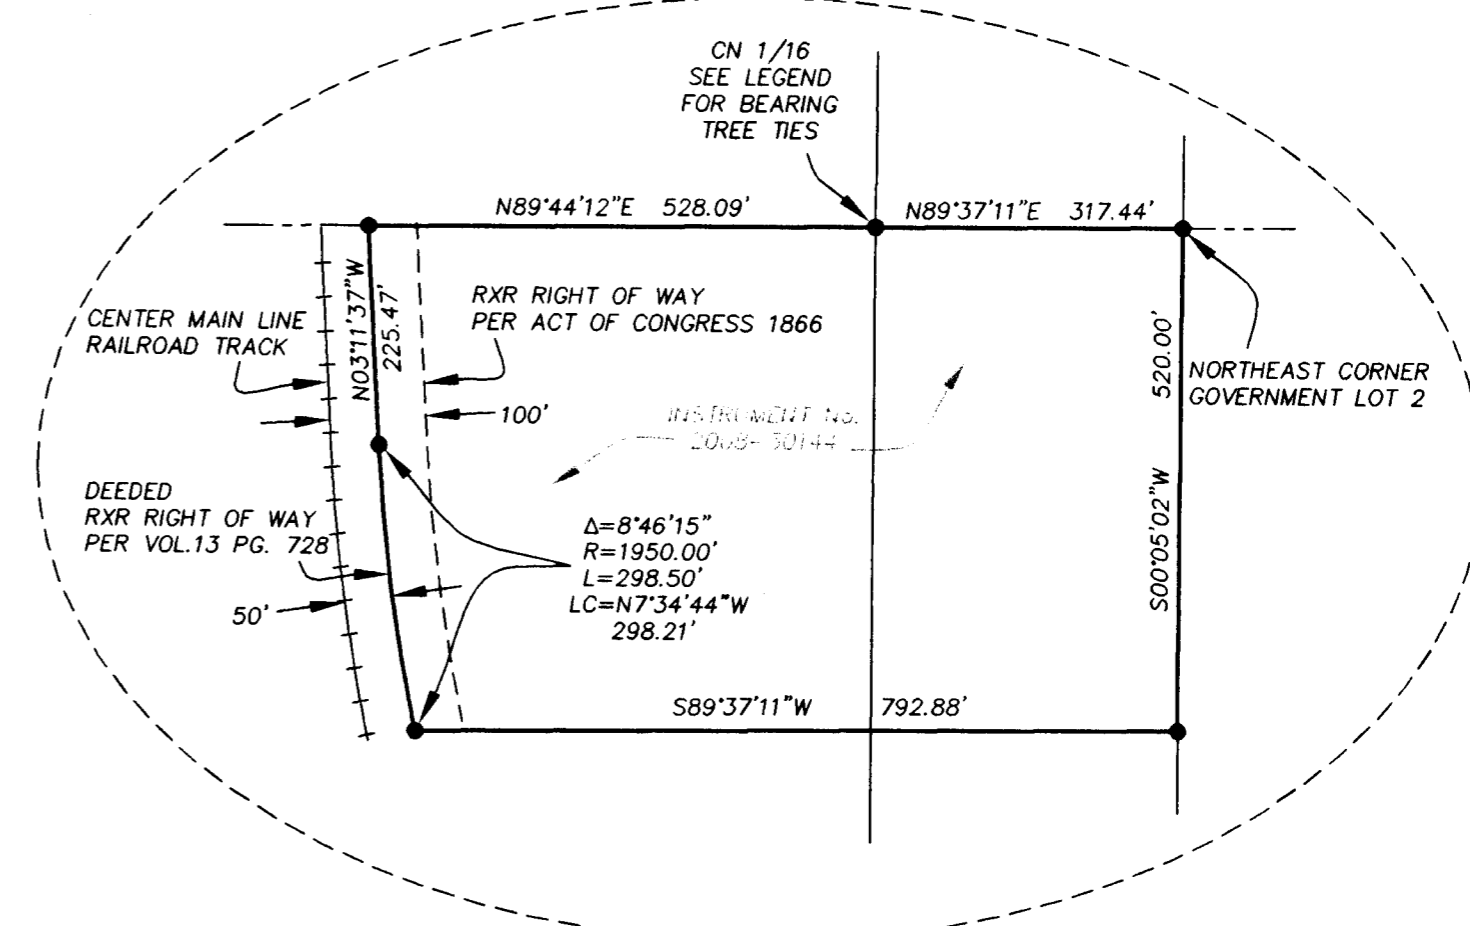 CN 1/16
SEE LEGEND
FOR BEARING
TREE TIES
N89°44'12"E 528.09'
N89°37'11"E 317.44'
N03°11'37"W
225.47'
CENTER MAIN LINE
RAILROAD TRACK
RXR RIGHT OF WAY
PER ACT OF CONGRESS 1866
100'
INSTRUMENT No.
2008-30144
520.00'
S00°05'02"W
NORTHEAST CORNER
GOVERNMENT LOT 2
DEEDED
RXR RIGHT OF WAY
PER VOL.13 PG. 728
50'
Δ=8°46'15"
R=1950.00'
L=298.50'
LC=N7°34'44"W
298.21'
S89°37'11"W 792.88'